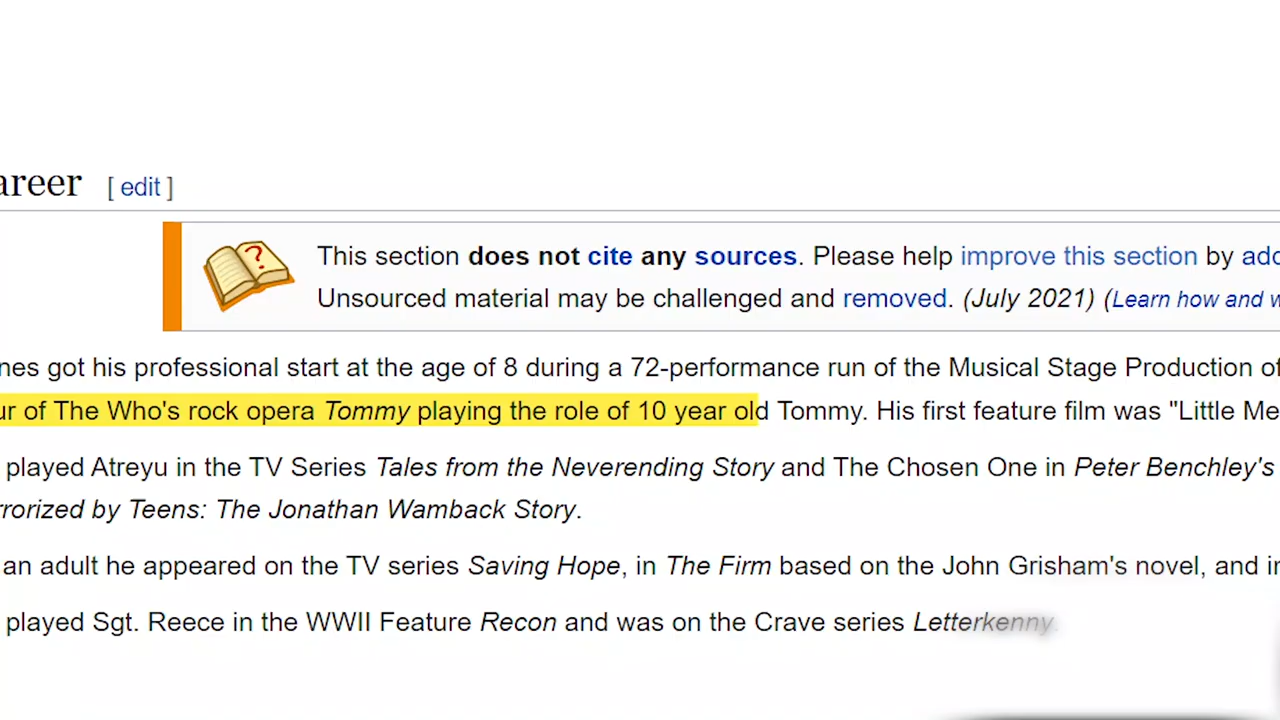 areer [ edit ]
This section does not cite any sources. Please help improve this section by add
Unsourced material may be challenged and removed. (July 2021) (Learn how and w
nes got his professional start at the age of 8 during a 72-performance run of the Musical Stage Production of
ur of The Who's rock opera Tommy playing the role of 10 year old Tommy. His first feature film was "Little Me
played Atreyu in the TV Series Tales from the Neverending Story and The Chosen One in Peter Benchley's
rorized by Teens: The Jonathan Wamback Story.
an adult he appeared on the TV series Saving Hope, in The Firm based on the John Grisham's novel, and in
played Sgt. Reece in the WWII Feature Recon and was on the Crave series Letterkenny.